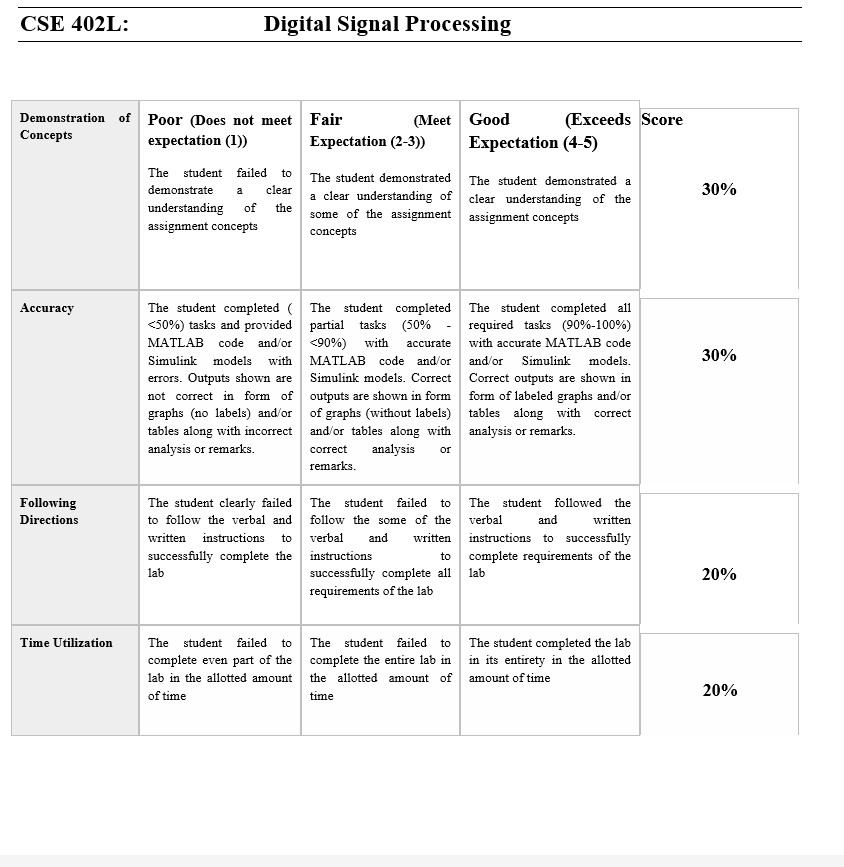 CSE 402L: Digital Signal Processing
Demonstration of
Concepts
Poor (Does not meet
expectation (1))
The student failed to
demonstrate a clear
understanding of the
assignment concepts
Fair (Meet
Expectation (2-3))
The student demonstrated
a clear understanding of
some of the assignment
concepts
Good (Exceeds
Expectation (4-5)
The student demonstrated a
clear understanding of the
assignment concepts
Score
30%
Accuracy
The student completed (
<50%) tasks and provided
MATLAB code and/or
Simulink models with
errors. Outputs shown are
not correct in form of
graphs (no labels) and/or
tables along with incorrect
analysis or remarks.
The student completed
partial tasks (50% -
<90%) with accurate
MATLAB code and/or
Simulink models. Correct
outputs are shown in form
of graphs (without labels)
and/or tables along with
correct analysis or
remarks.
The student completed all
required tasks (90%-100%)
with accurate MATLAB code
and/or Simulink models.
Correct outputs are shown in
form of labeled graphs and/or
tables along with correct
analysis or remarks.
30%
Following
Directions
The student clearly failed
to follow the verbal and
written instructions to
successfully complete the
lab
The student failed to
follow the some of the
verbal and written
instructions to
successfully complete all
requirements of the lab
The student followed the
verbal and written
instructions to successfully
complete requirements of the
lab
20%
Time Utilization
The student failed to
complete even part of the
lab in the allotted amount
of time
The student failed to
complete the entire lab in
the allotted amount of
time
The student completed the lab
in its entirety in the allotted
amount of time
20%